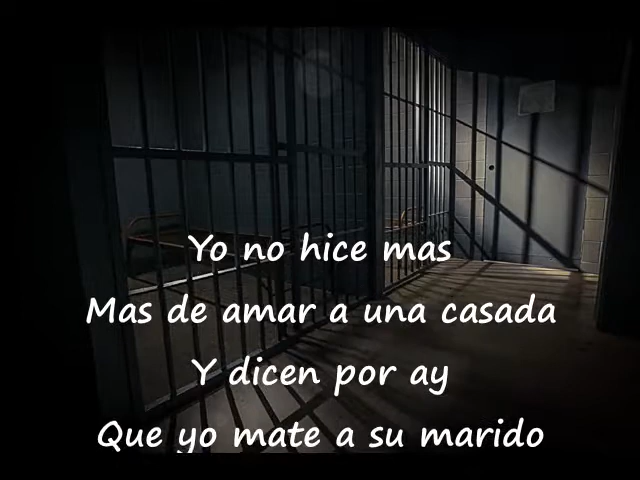 Yo no hice mas
Mas de amar a una casada
Y dicen por ay
Que yo mate a su marido